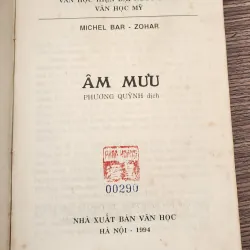 VĂN HỌC MỸ
MICHEL BAR - ZOHAR
ÂM MƯU
PHƯƠNG QUỲNH dịch
00290
NHÀ XUẤT BẢN VĂN HỌC
HÀ NỘI - 1994